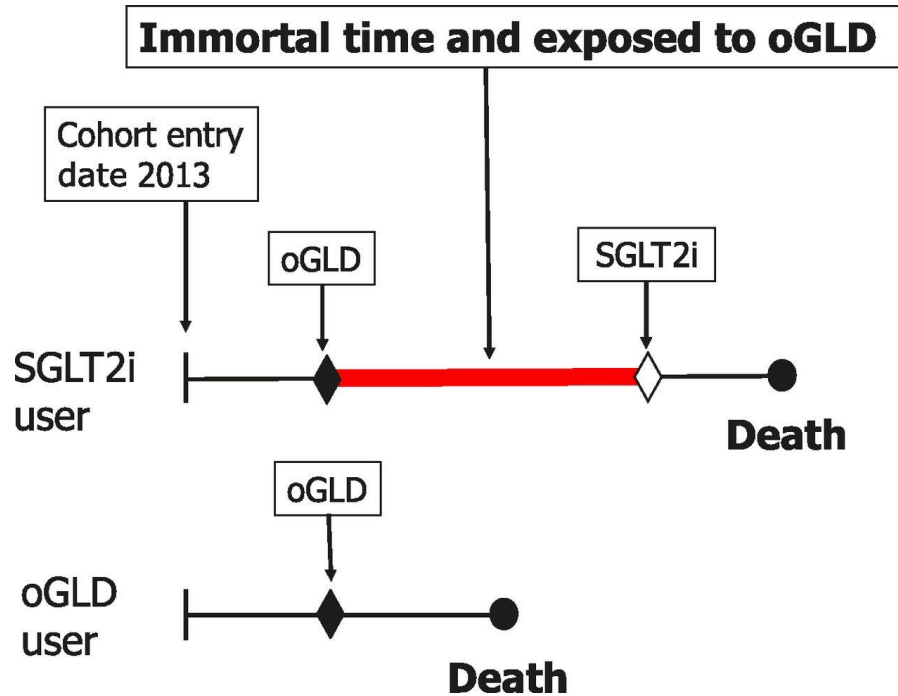 Immortal time and exposed to oGLD
Cohort entry
date 2013
oGLD
SGLT2i
SGLT2i
user
Death
oGLD
oGLD
user
Death